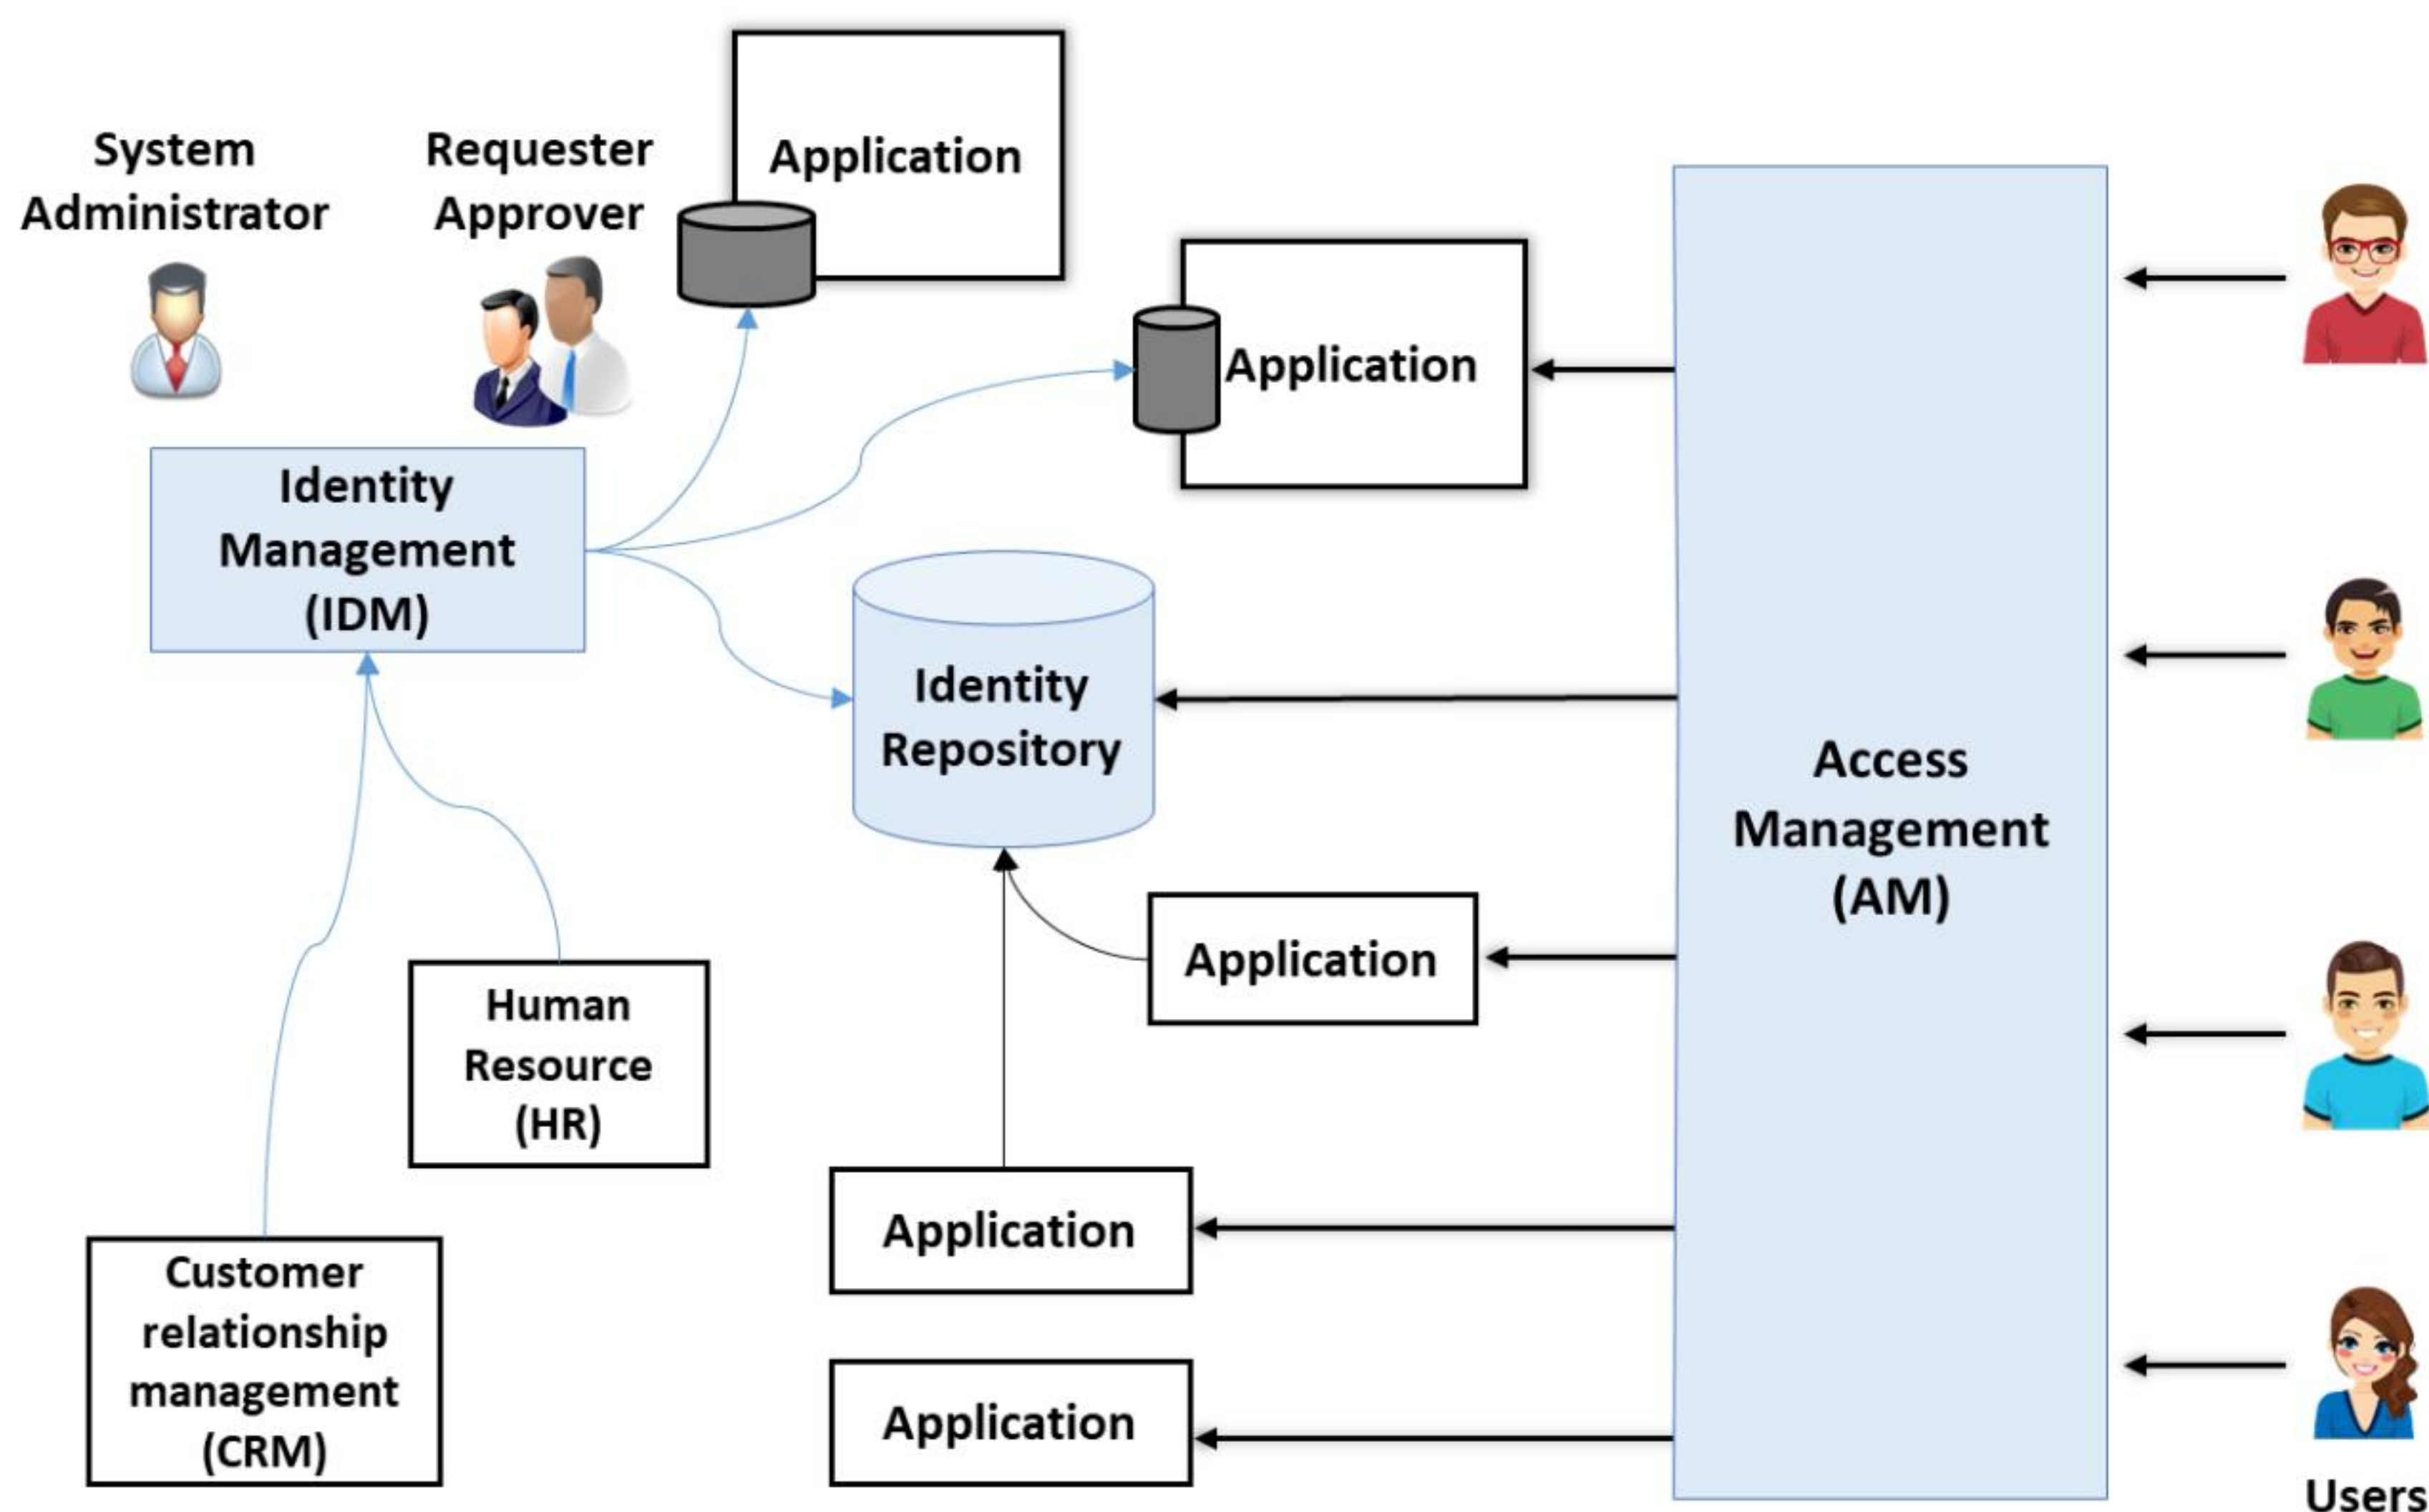 System
Administrator
Requester
Approver
Application
Application
Identity
Management
(IDM)
Identity
Repository
Access
Management
(AM)
Application
Human
Resource
(HR)
Application
Customer
relationship
management
(CRM)
Application
Users